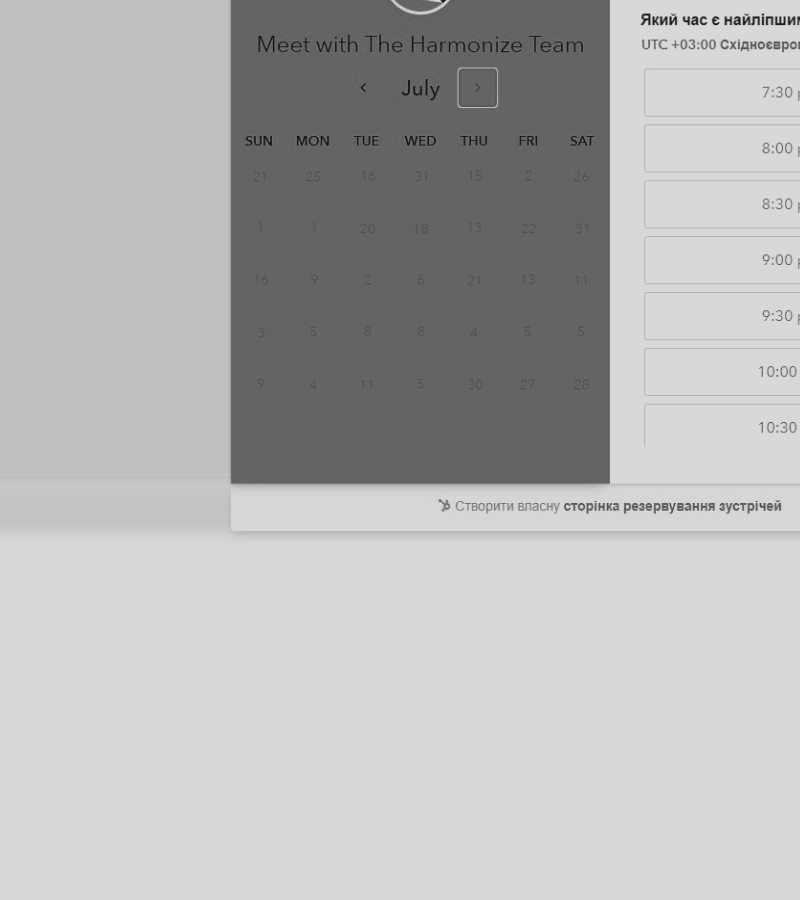 Meet with The Harmonize Team
July
SUN MON TUE WED THU FRI SAT
21 25 16 31 15 2 26
1 1 20 18 13 22 31
16 9 2 6 21 13 11
3 5 8 8 4 5 5
9 4 11 5 30 27 28
Який час є
UTC +03:00
7:30
8:00
8:30
9:00
9:30
10:00
10:30
Створити власну сторінка резервування зустрічей